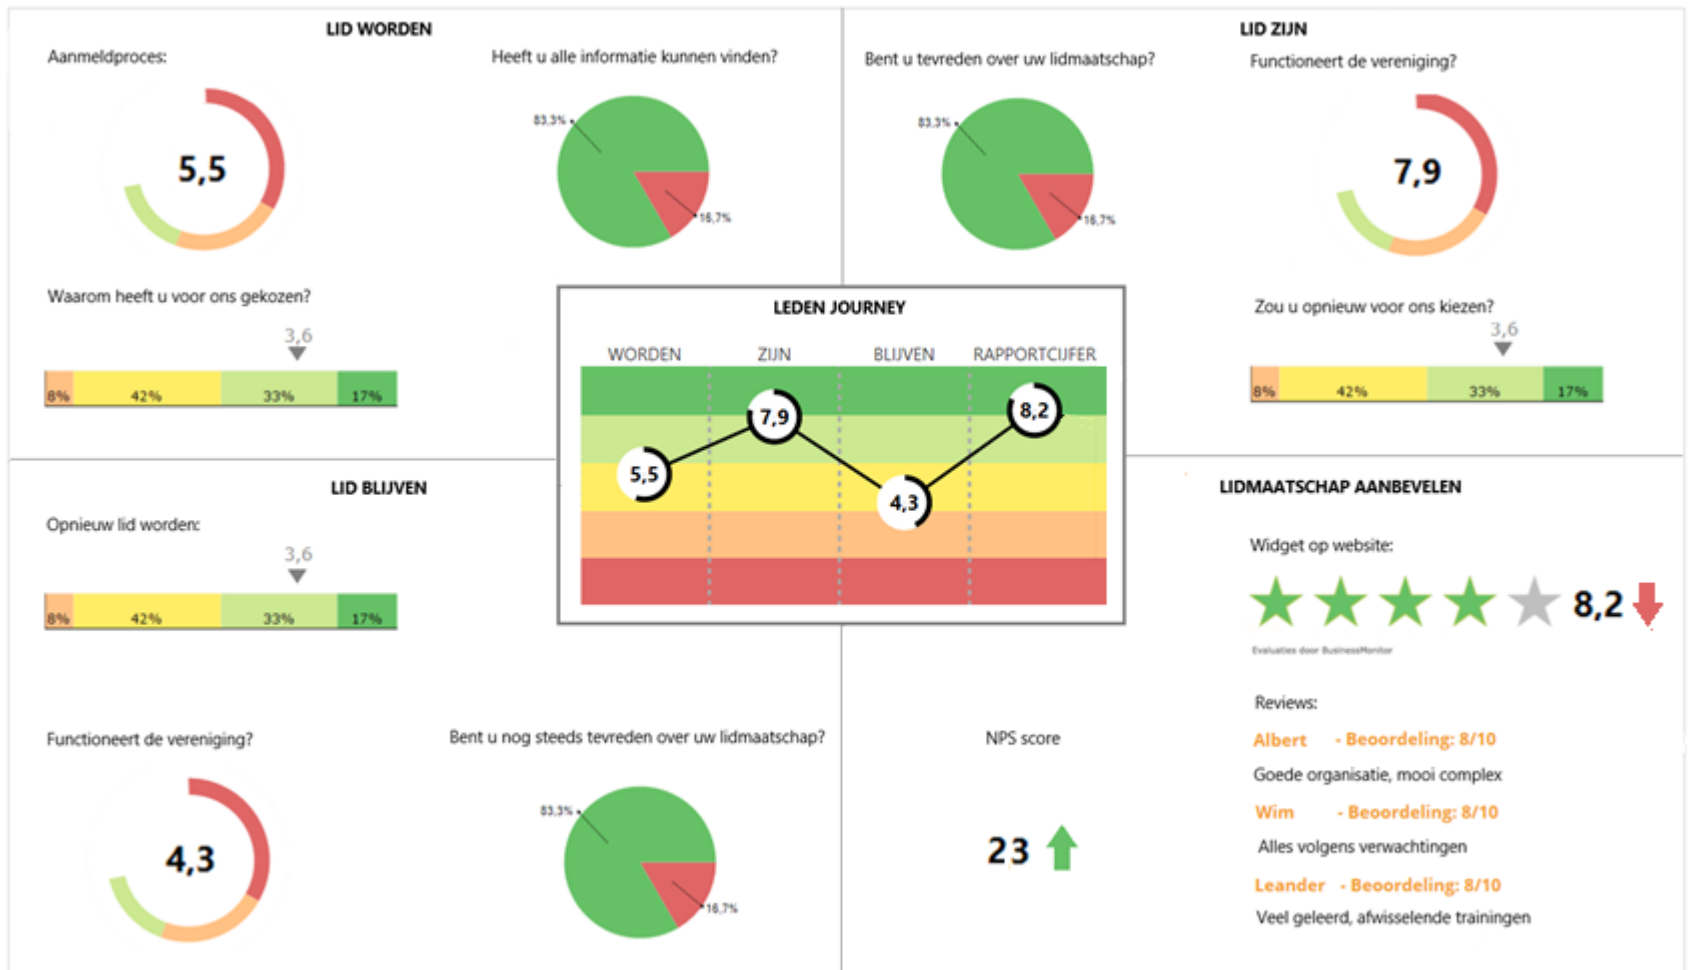 LID WORDEN
Aanmeldproces:
5,5
Heeft u alle informatie kunnen vinden?
83,3%
16,7%
Waarom heeft u voor ons gekozen?
3,6
8% 42% 33% 17%
LID ZIJN
Bent u tevreden over uw lidmaatschap?
83,3%
16,7%
Functioneert de vereniging?
7,9
Zou u opnieuw voor ons kiezen?
3,6
8% 42% 33% 17%
LEDEN JOURNEY
WORDEN ZIJN BLIJVEN RAPPORTCIJFER
5,5 7,9 4,3 8,2
LID BLIJVEN
Opnieuw lid worden:
3,6
8% 42% 33% 17%
Functioneert de vereniging?
4,3
Bent u nog steeds tevreden over uw lidmaatschap?
83,3%
16,7%
LIDMAATSCHAP AANBEVELEN
NPS score
23
Widget op website:
8,2
Evaluaties door BusinessMonitor
Reviews:
Albert - Beoordeling: 8/10
Goede organisatie, mooi complex
Wim - Beoordeling: 8/10
Alles volgens verwachtingen
Leander - Beoordeling: 8/10
Veel geleerd, afwisselende trainingen